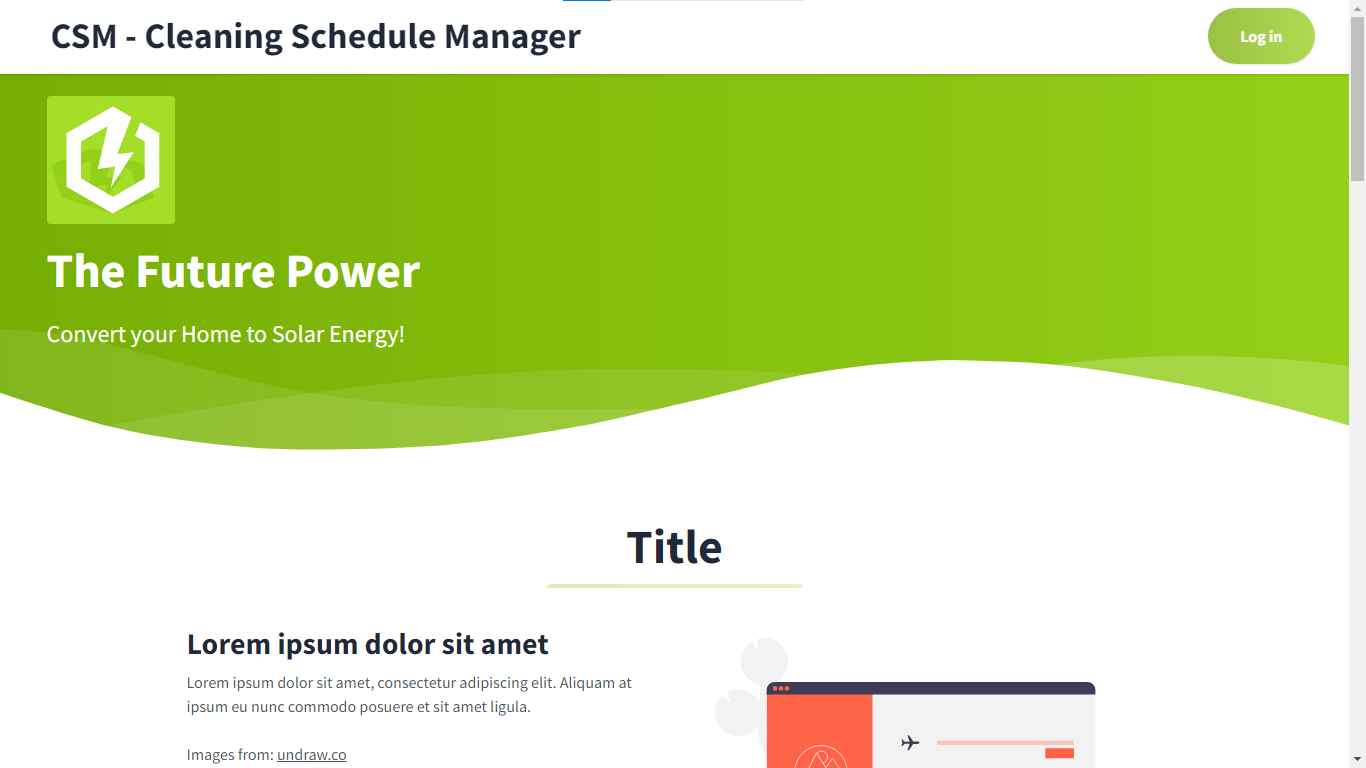 CSM - Cleaning Schedule Manager
Log in
The Future Power
Convert your Home to Solar Energy!
Title
Lorem ipsum dolor sit amet
Lorem ipsum dolor sit amet, consectetur adipiscing elit. Aliquam at
ipsum eu nunc commodo posuere et sit amet ligula.
Images from: undraw.co